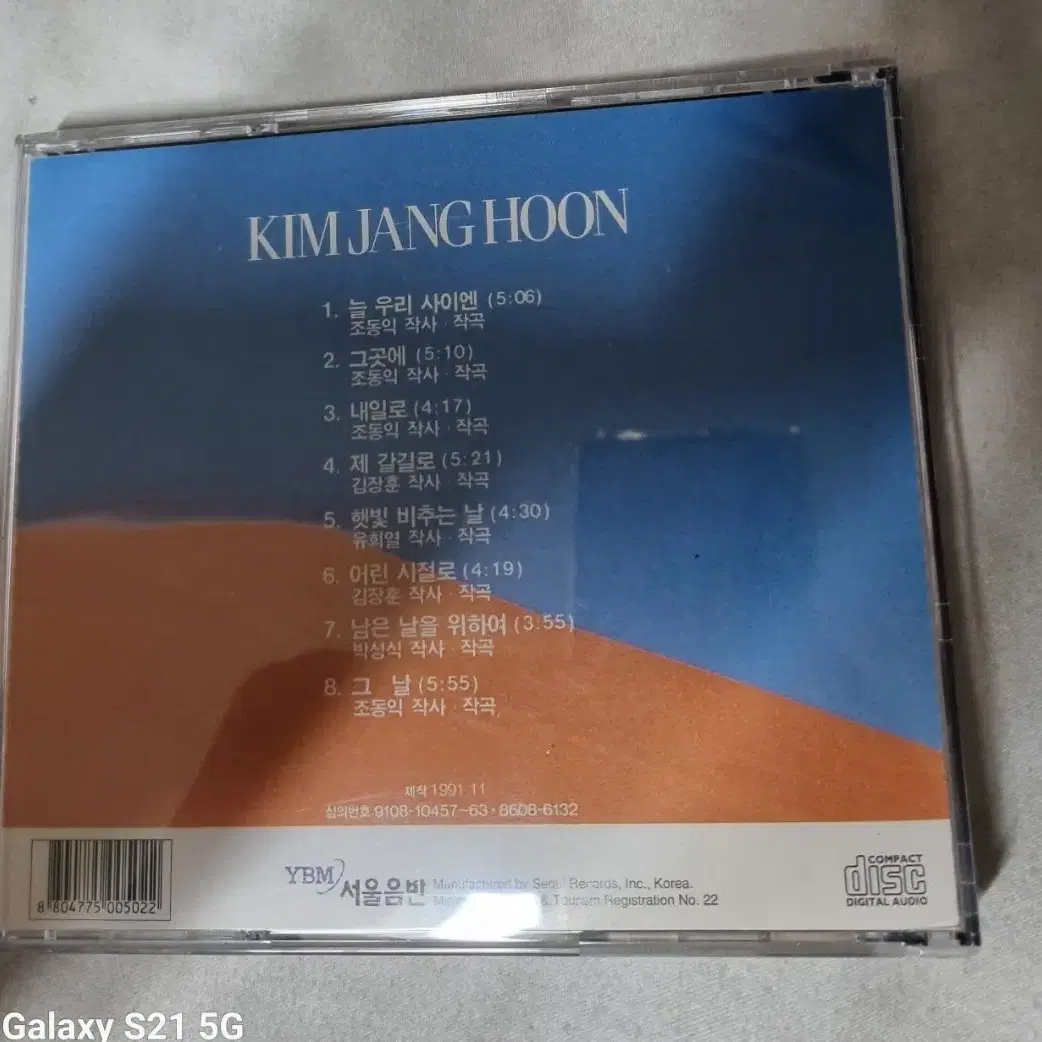 KIM JANG HOON
1. 늘 우리 사이엔 (5:06)
조동익 작사 · 작곡
2. 그곳에 (5:10)
조동익 작사 · 작곡
3. 내일로 (4:17)
조동익 작사 · 작곡
4. 제 갈길로 (5:21)
김장훈 작사 · 작곡
5. 햇빛 비추는 날 (4:30)
유희열 작사 · 작곡
6. 어린 시절로 (4:19)
김장훈 작사 · 작곡
7. 남은 날을 위하여 (3:55)
박성식 작사 · 작곡
8. 그 날 (5:55)
조동익 작사 · 작곡
제작 1991 11
심의번호 9108-10457~63 · 8608-6132
YBM 서울음반
Manufactured by Seoul Records, Inc., Korea.
& Tourism Registration No. 22
8 804775 005022
COMPACT
disc
DIGITAL AUDIO
Galaxy S21 5G